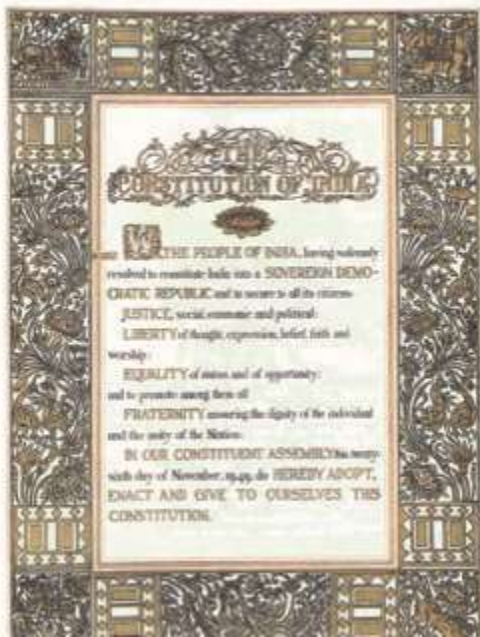 THE
CONSTITUTION OF INDIA
WE, THE PEOPLE OF INDIA, having solemnly
resolved to constitute India into a SOVEREIGN DEMO-
CRATIC REPUBLIC and to secure to all its citizens:
JUSTICE, social, economic and political;
LIBERTY of thought, expression, belief, faith and
worship;
EQUALITY of status and of opportunity;
and to promote among them all
FRATERNITY assuring the dignity of the individual
and the unity of the Nation;
IN OUR CONSTITUENT ASSEMBLY this twenty-
sixth day of November, 1949, do HEREBY ADOPT,
ENACT AND GIVE TO OURSELVES THIS
CONSTITUTION.